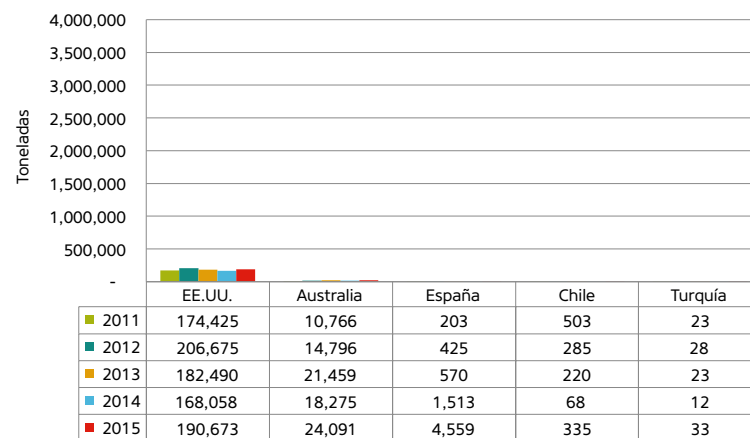 4,000,000
3,500,000
3,000,000
2,500,000
2,000,000
1,500,000
1,000,000
500,000
-
Toneladas
EE.UU. Australia España Chile Turquía
2011 174,425 10,766 203 503 23
2012 206,675 14,796 425 285 28
2013 182,490 21,459 570 220 23
2014 168,058 18,275 1,513 68 12
2015 190,673 24,091 4,559 335 33